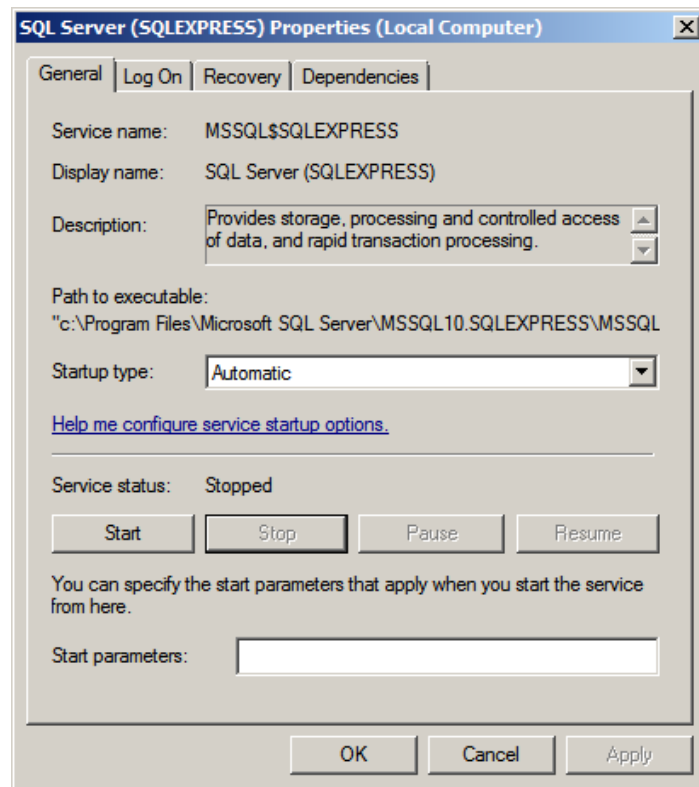 SQL Server (SQLEXPRESS) Properties (Local Computer)
General Log On Recovery Dependencies
Service name: MSSQL$SQLEXPRESS
Display name: SQL Server (SQLEXPRESS)
Description: Provides storage, processing and controlled access
of data, and rapid transaction processing.
Path to executable:
"c:\Program Files\Microsoft SQL Server\MSSQL10.SQLEXPRESS\MSSQL
Startup type: Automatic
Help me configure service startup options.
Service status: Stopped
Start Stop Pause Resume
You can specify the start parameters that apply when you start the service
from here.
Start parameters:
OK Cancel Apply